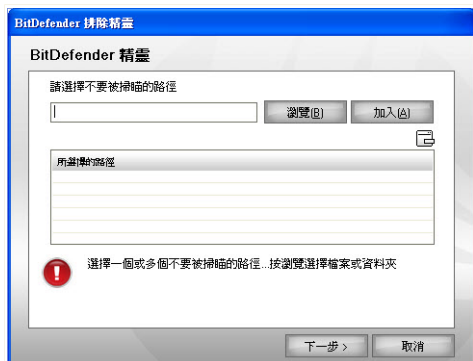 BitDefender 排除精靈
BitDefender 精靈
請選擇不要被掃瞄的路徑
瀏覽(B)
加入(A)
所選擇的路徑
選擇一個或多個不要被掃瞄的路徑...按瀏覽選擇檔案或資料夾
下一步 >
取消